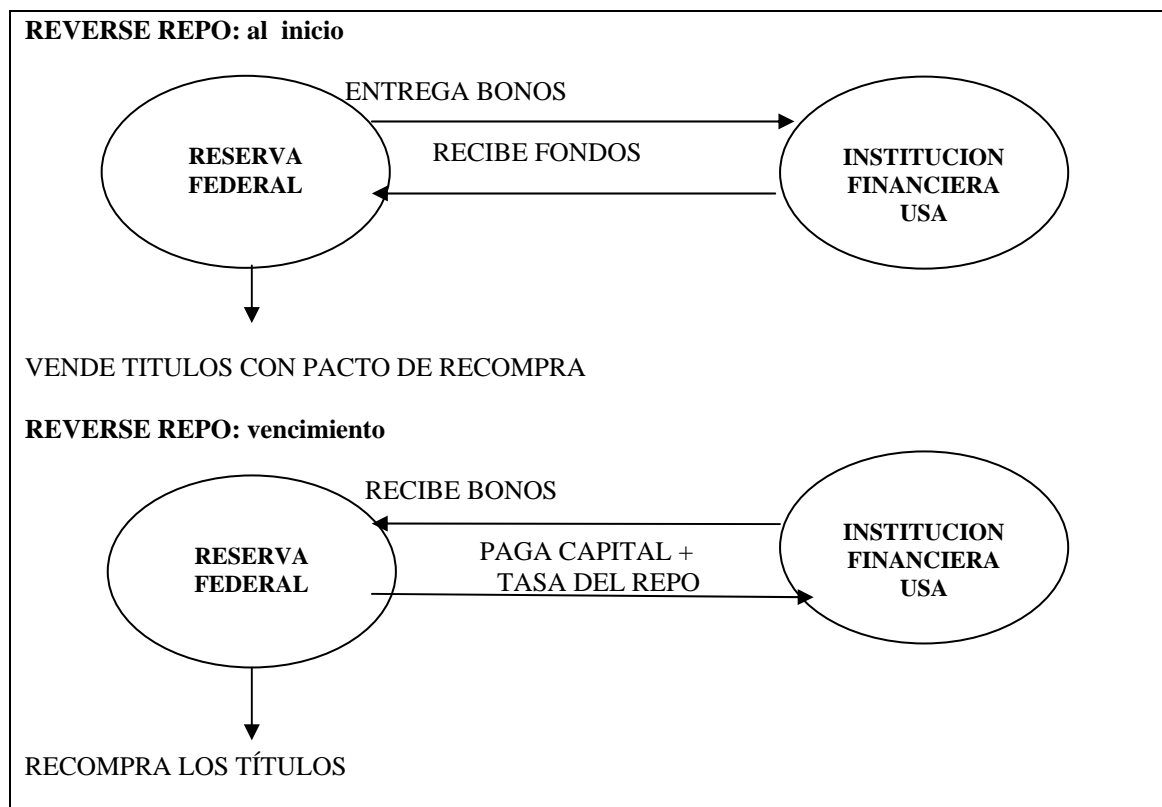 REVERSE REPO: al inicio
ENTREGA BONOS
RECIBE FONDOS
RESERVA
FEDERAL
INSTITUCION
FINANCIERA
USA
VENDE TITULOS CON PACTO DE RECOMPRA
REVERSE REPO: vencimiento
RECIBE BONOS
PAGA CAPITAL +
TASA DEL REPO
RESERVA
FEDERAL
INSTITUCION
FINANCIERA
USA
RECOMPRA LOS TÍTULOS